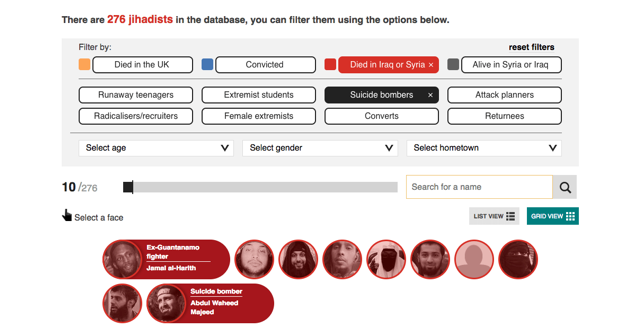 There are 276 jihadists in the database, you can filter them using the options below.
Filter by:
reset filters
Died in the UK
Convicted
Died in Iraq or Syria ×
Alive in Syria or Iraq
Runaway teenagers
Extremist students
Suicide bombers ×
Attack planners
Radicalisers/recruiters
Female extremists
Converts
Returnees
Select age
Select gender
Select hometown
10 /276
Search for a name
Select a face
LIST VIEW
GRID VIEW
Ex-Guantanamo
fighter
Jamal al-Harith
Suicide bomber
Abdul Waheed
Majeed